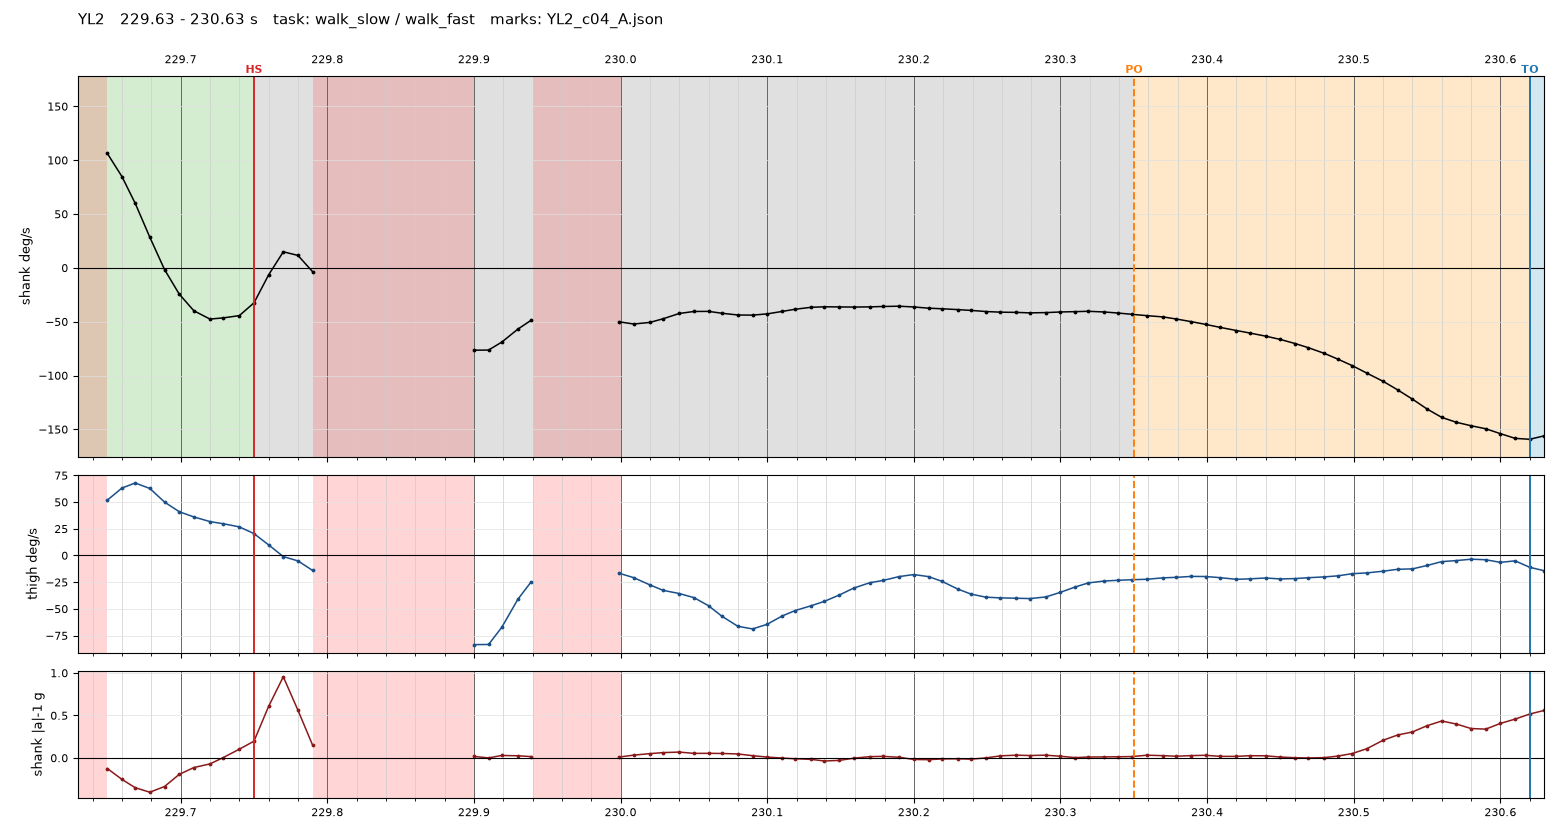 YL2   229.63 - 230.63 s   task: walk_slow / walk_fast   marks: YL2_c04_A.json
229.7 229.8 229.9 230.0 230.1 230.2 230.3 230.4 230.5 230.6
HS PO TO
shank deg/s
150
100
50
0
−50
−100
−150
thigh deg/s
75
50
25
0
−25
−50
−75
shank |a|-1 g
1.0
0.5
0.0
229.7 229.8 229.9 230.0 230.1 230.2 230.3 230.4 230.5 230.6